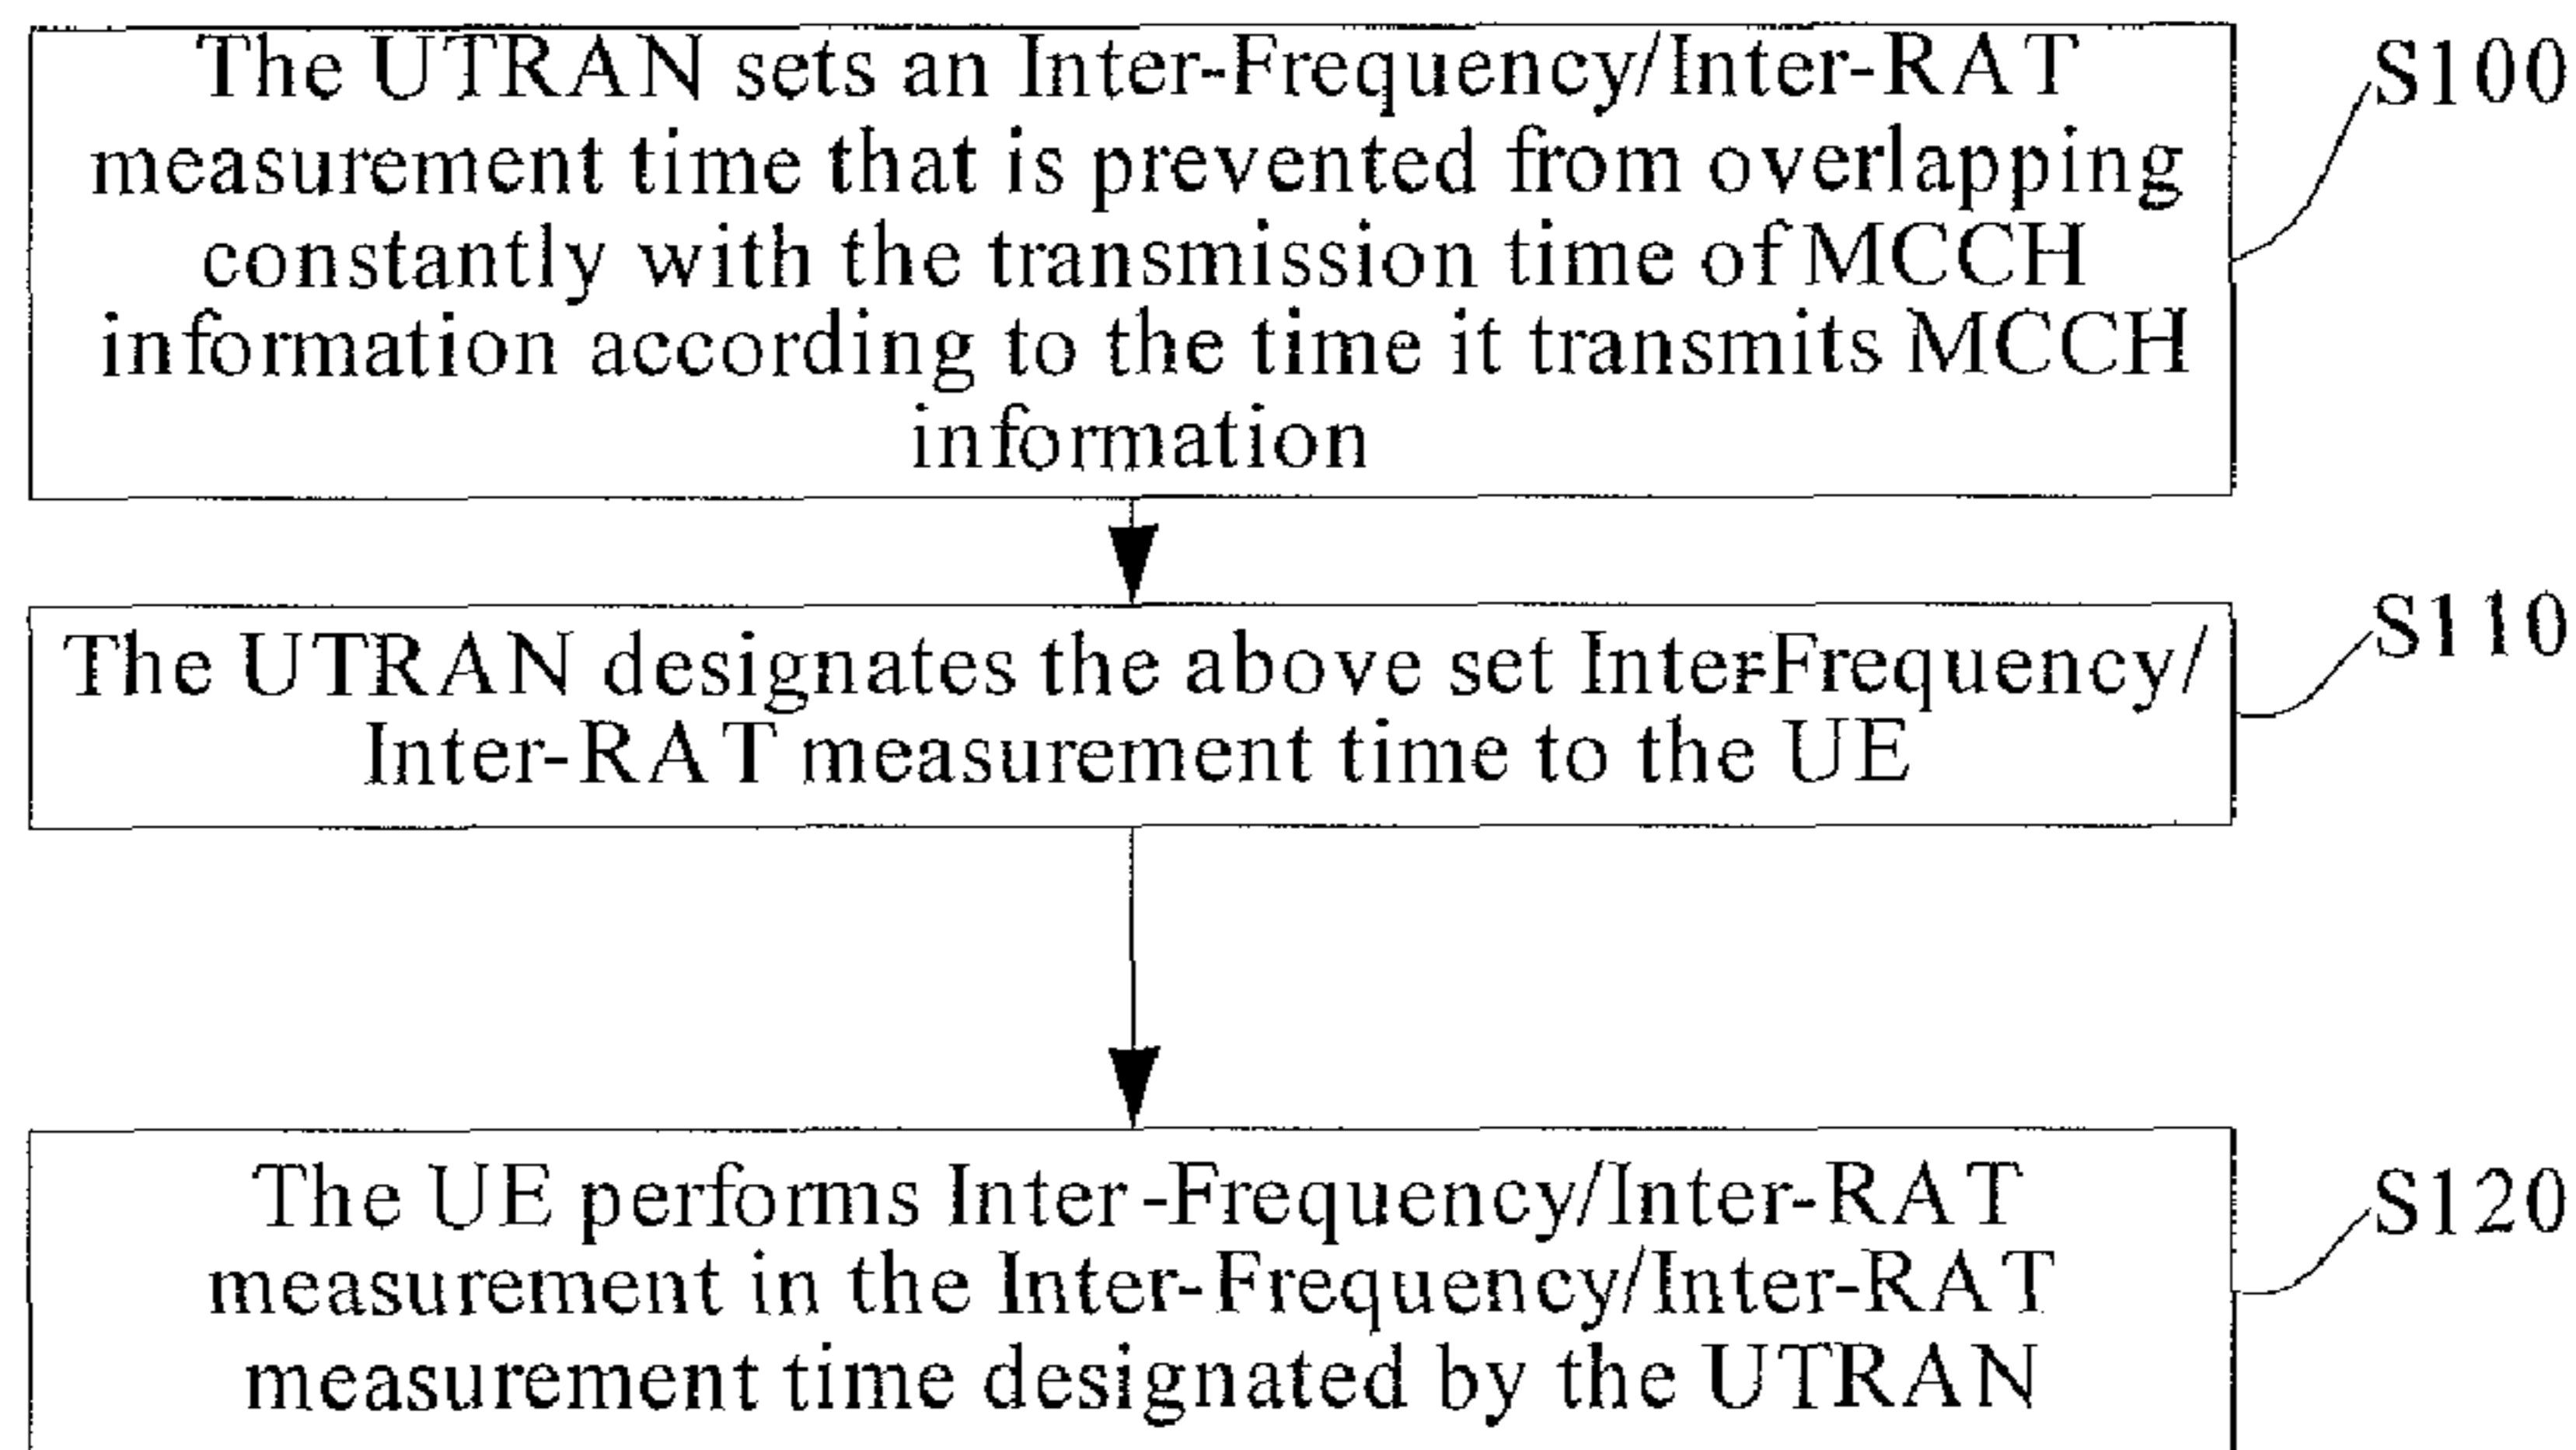 The UTRAN sets an Inter-Frequency/Inter-RAT
measurement time that is prevented from overlapping
constantly with the transmission time of MCCH
information according to the time it transmits MCCH
information
S100
The UTRAN designates the above set Inter-Frequency/
Inter-RAT measurement time to the UE
S110
The UE performs Inter-Frequency/Inter-RAT
measurement in the Inter-Frequency/Inter-RAT
measurement time designated by the UTRAN
S120